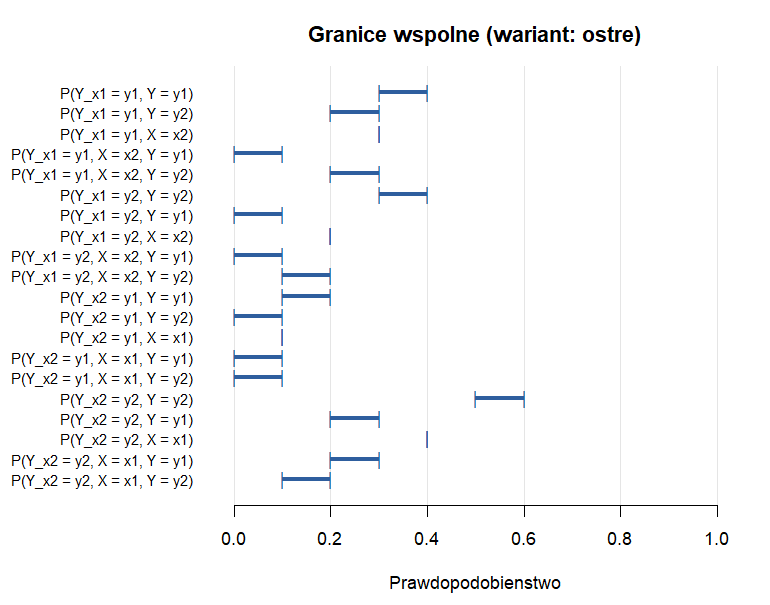 Granice wspolne (wariant: ostre)
P(Y_x1 = y1, Y = y1)
P(Y_x1 = y1, Y = y2)
P(Y_x1 = y1, X = x2)
P(Y_x1 = y1, X = x2, Y = y1)
P(Y_x1 = y1, X = x2, Y = y2)
P(Y_x1 = y2, Y = y2)
P(Y_x1 = y2, Y = y1)
P(Y_x1 = y2, X = x2)
P(Y_x1 = y2, X = x2, Y = y1)
P(Y_x1 = y2, X = x2, Y = y2)
P(Y_x2 = y1, Y = y1)
P(Y_x2 = y1, Y = y2)
P(Y_x2 = y1, X = x1)
P(Y_x2 = y1, X = x1, Y = y1)
P(Y_x2 = y1, X = x1, Y = y2)
P(Y_x2 = y2, Y = y2)
P(Y_x2 = y2, Y = y1)
P(Y_x2 = y2, X = x1)
P(Y_x2 = y2, X = x1, Y = y1)
P(Y_x2 = y2, X = x1, Y = y2)
0.0 0.2 0.4 0.6 0.8 1.0
Prawdopodobienstwo